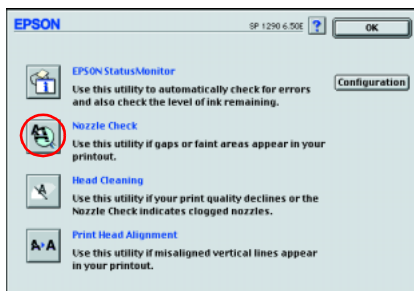 EPSON
SP 1290 6.50E
?
OK
EPSON StatusMonitor
Use this utility to automatically check for errors
and also check the level of ink remaining.
Configuration
Nozzle Check
Use this utility if gaps or faint areas appear in your
printout.
Head Cleaning
Use this utility if your print quality declines or the
Nozzle Check indicates clogged nozzles.
Print Head Alignment
A▸A
Use this utility if misaligned vertical lines appear
in your printout.